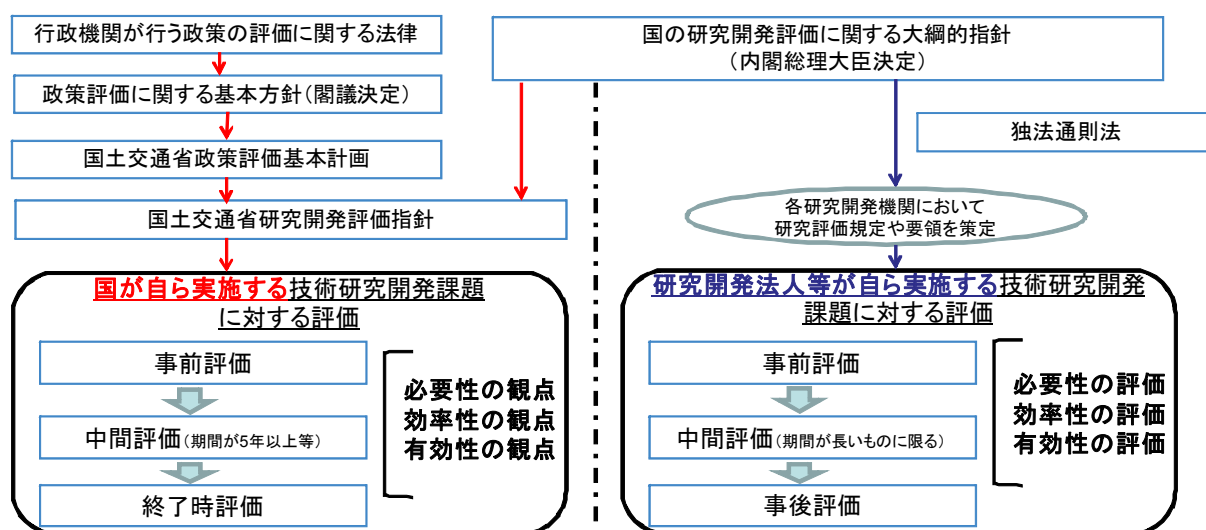 行政機関が行う政策の評価に関する法律
政策評価に関する基本方針(閣議決定)
国土交通省政策評価基本計画
国土交通省研究開発評価指針
国が自ら実施する技術研究開発課題
に対する評価
事前評価
中間評価(期間が5年以上等)
終了時評価
必要性の観点
効率性の観点
有効性の観点
国の研究開発評価に関する大綱的指針
(内閣総理大臣決定)
独法通則法
各研究開発機関において
研究評価規定や要領を策定
研究開発法人等が自ら実施する技術研究開発
課題に対する評価
事前評価
中間評価(期間が長いものに限る)
事後評価
必要性の評価
効率性の評価
有効性の評価